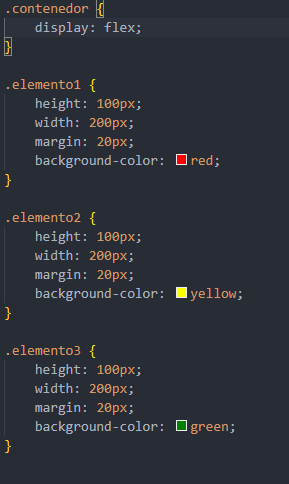 .contenedor {
    display: flex;
}
.elemento1 {
    height: 100px;
    width: 200px;
    margin: 20px;
    background-color: red;
}
.elemento2 {
    height: 100px;
    width: 200px;
    margin: 20px;
    background-color: yellow;
}
.elemento3 {
    height: 100px;
    width: 200px;
    margin: 20px;
    background-color: green;
}